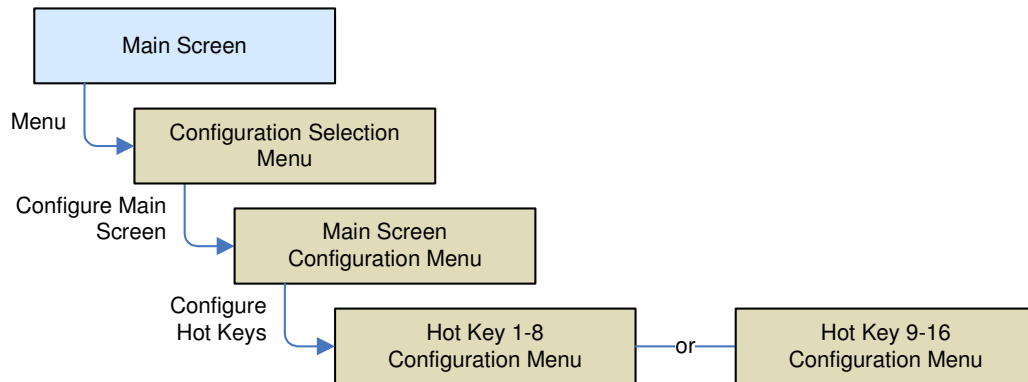 Main Screen
Menu
Configuration Selection
Menu
Configure Main
Screen
Main Screen
Configuration Menu
Configure
Hot Keys
Hot Key 1-8
Configuration Menu
or
Hot Key 9-16
Configuration Menu